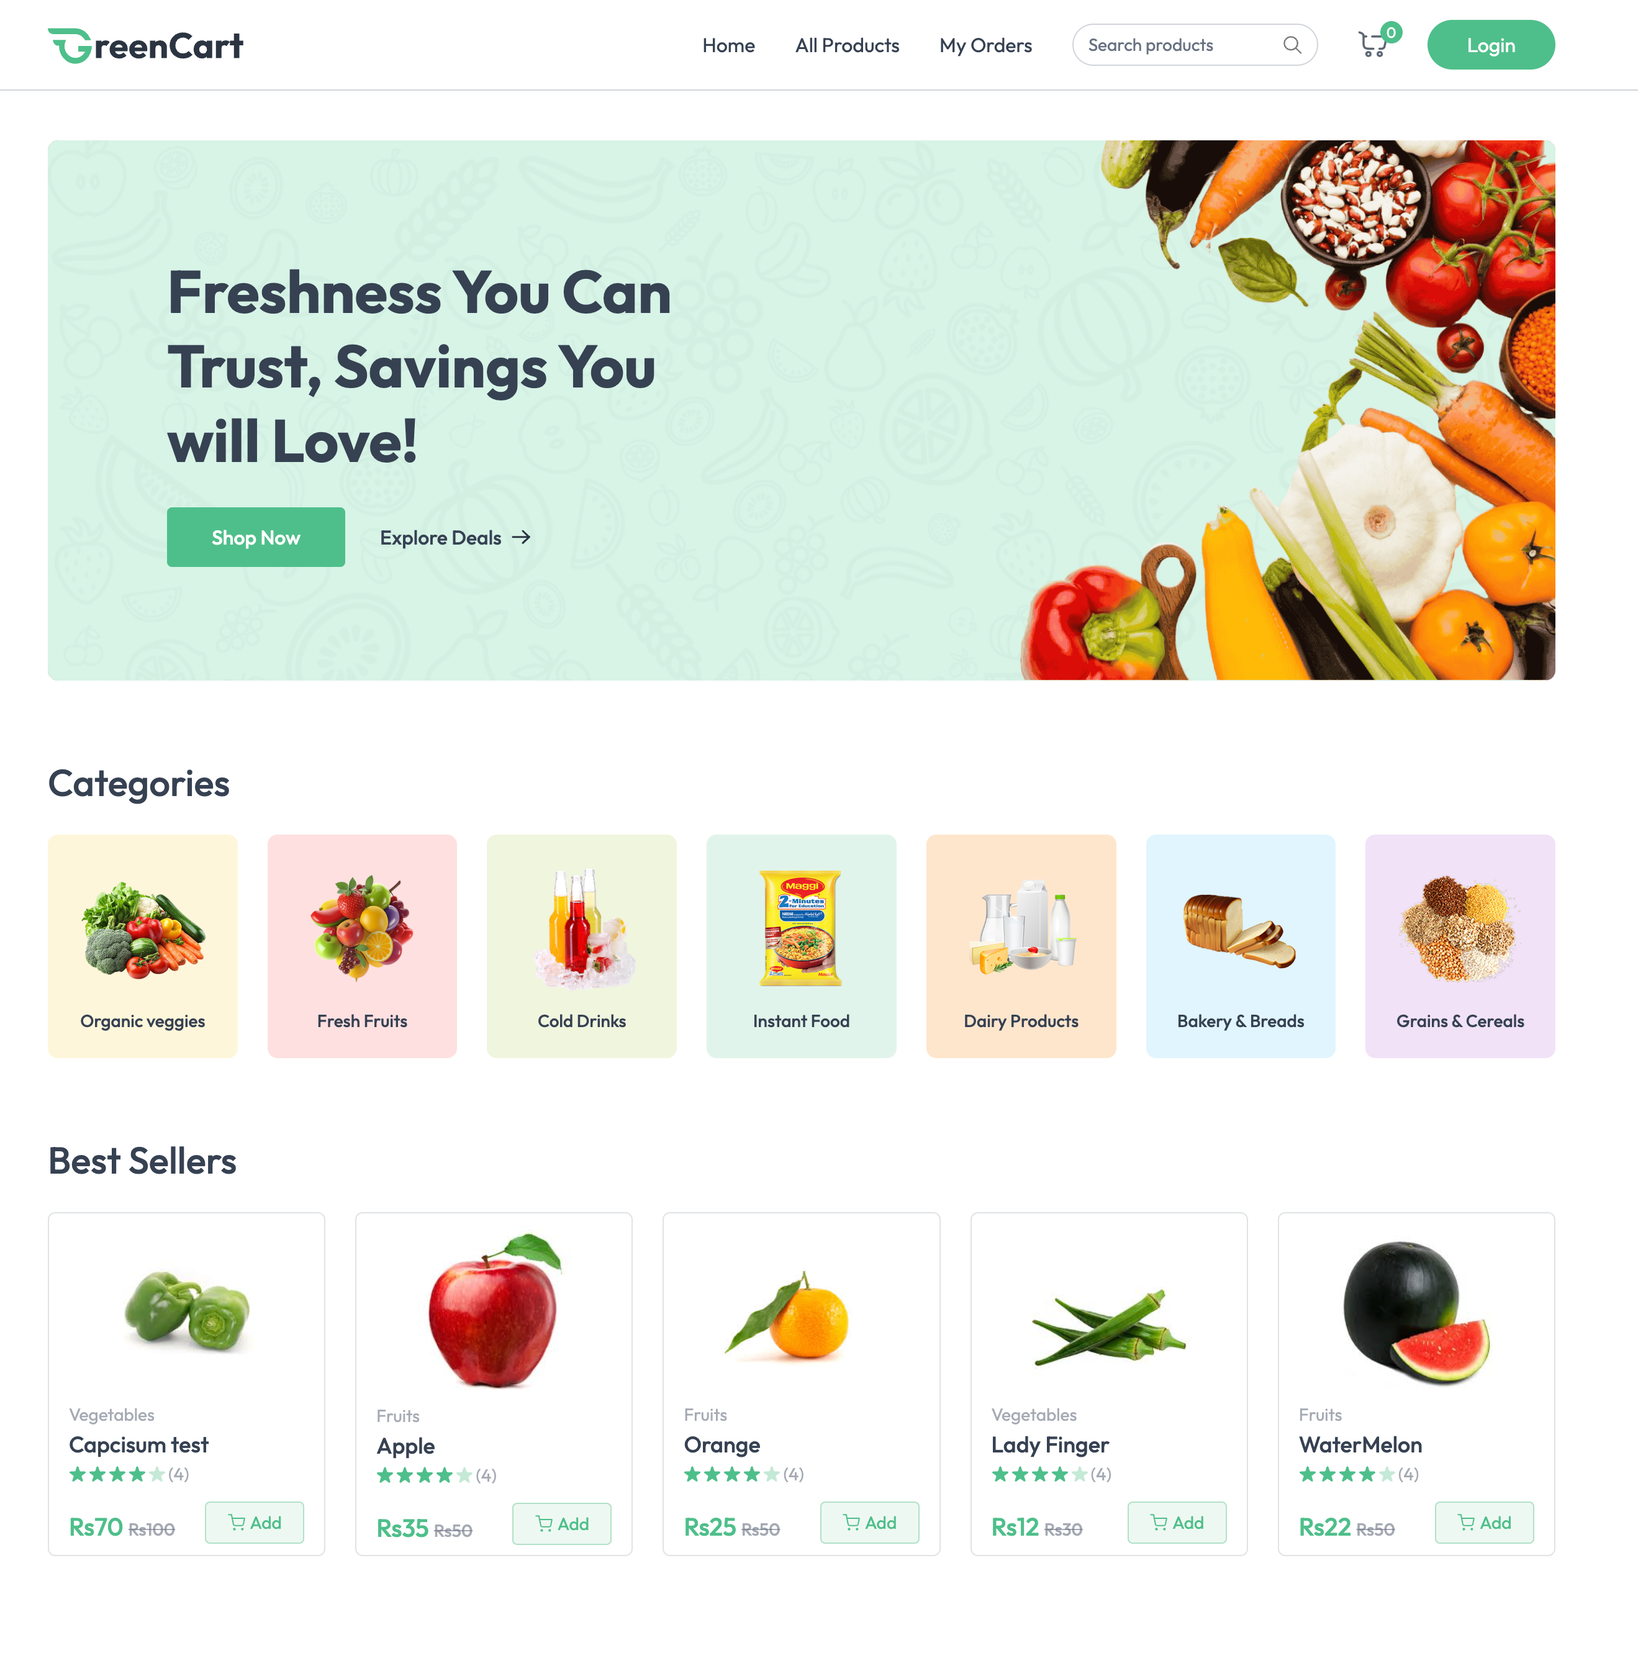 GreenCart
Home
All Products
My Orders
Search products
0
Login
Freshness You Can
Trust, Savings You
will Love!
Shop Now
Explore Deals →
Categories
Maggi
2-Minutes
for Education
Organic veggies
Fresh Fruits
Cold Drinks
Instant Food
Dairy Products
Bakery & Breads
Grains & Cereals
Best Sellers
Vegetables
Capcisum test
(4)
Rs70 Rs100
Add
Fruits
Apple
(4)
Rs35 Rs50
Add
Fruits
Orange
(4)
Rs25 Rs50
Add
Vegetables
Lady Finger
(4)
Rs12 Rs30
Add
Fruits
WaterMelon
(4)
Rs22 Rs50
Add